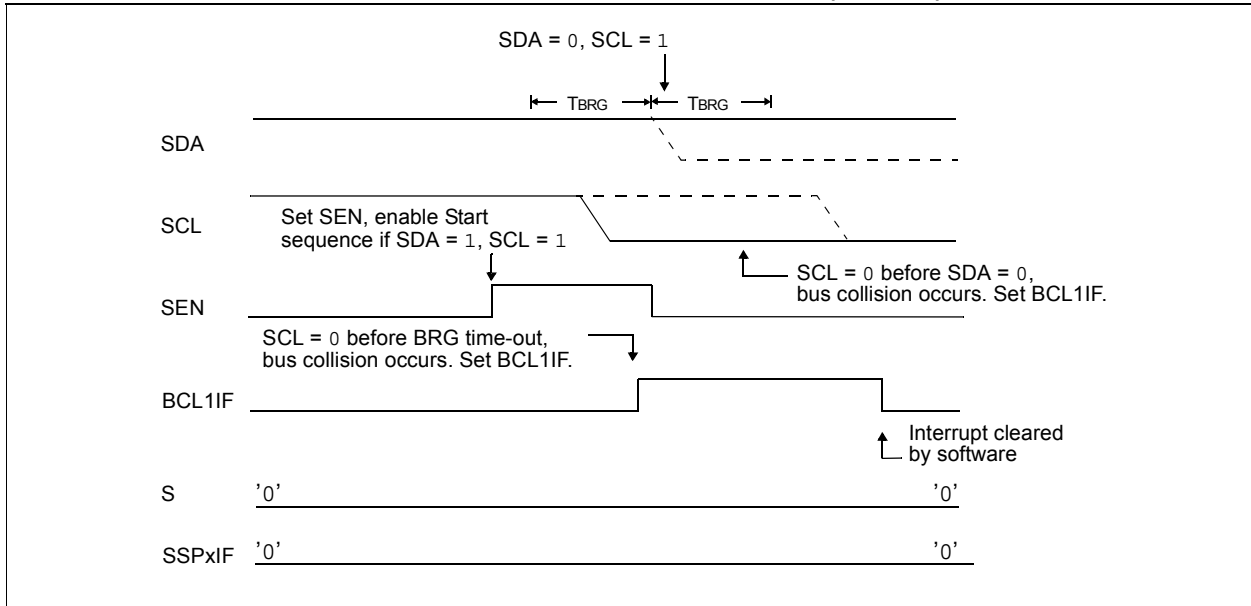 SDA = 0, SCL = 1
TBRG TBRG
SDA
SCL
Set SEN, enable Start
sequence if SDA = 1, SCL = 1
SCL = 0 before SDA = 0,
bus collision occurs. Set BCL1IF.
SEN
SCL = 0 before BRG time-out,
bus collision occurs. Set BCL1IF.
BCL1IF
Interrupt cleared
by software
S '0' '0'
SSPxIF '0' '0'